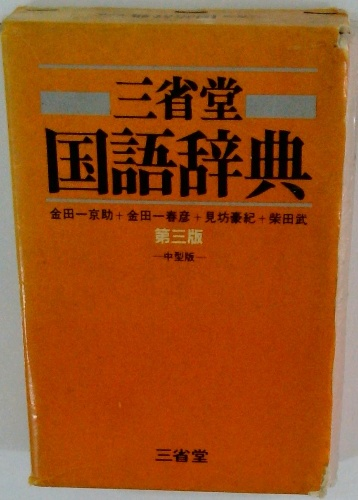 三省堂
国語辞典
金田一京助+金田一春彦+見坊豪紀+柴田武
第三版
—中型版—
三省堂